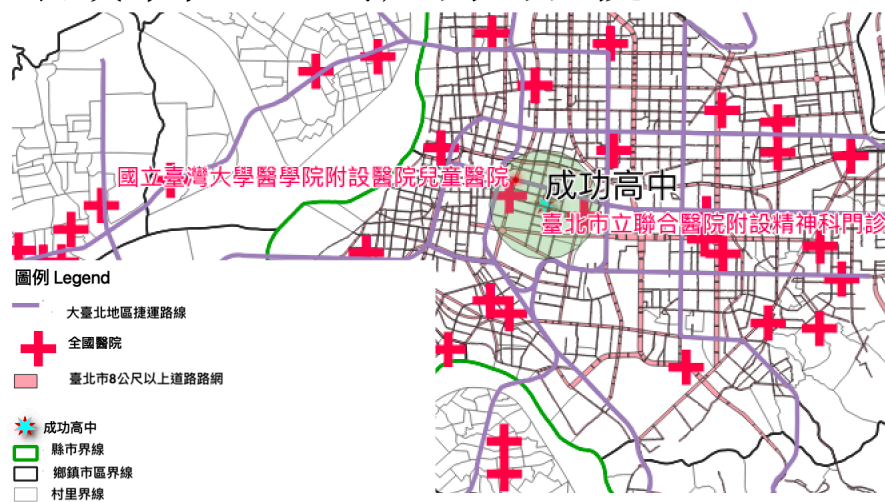 國立臺灣大學醫學院附設醫院兒童醫院
成功高中
臺北市立聯合醫院附設精神科門診
圖例 Legend
大臺北地區捷運路線
全國醫院
臺北市8公尺以上道路路網
成功高中
縣市界線
鄉鎮市區界線
村里界線